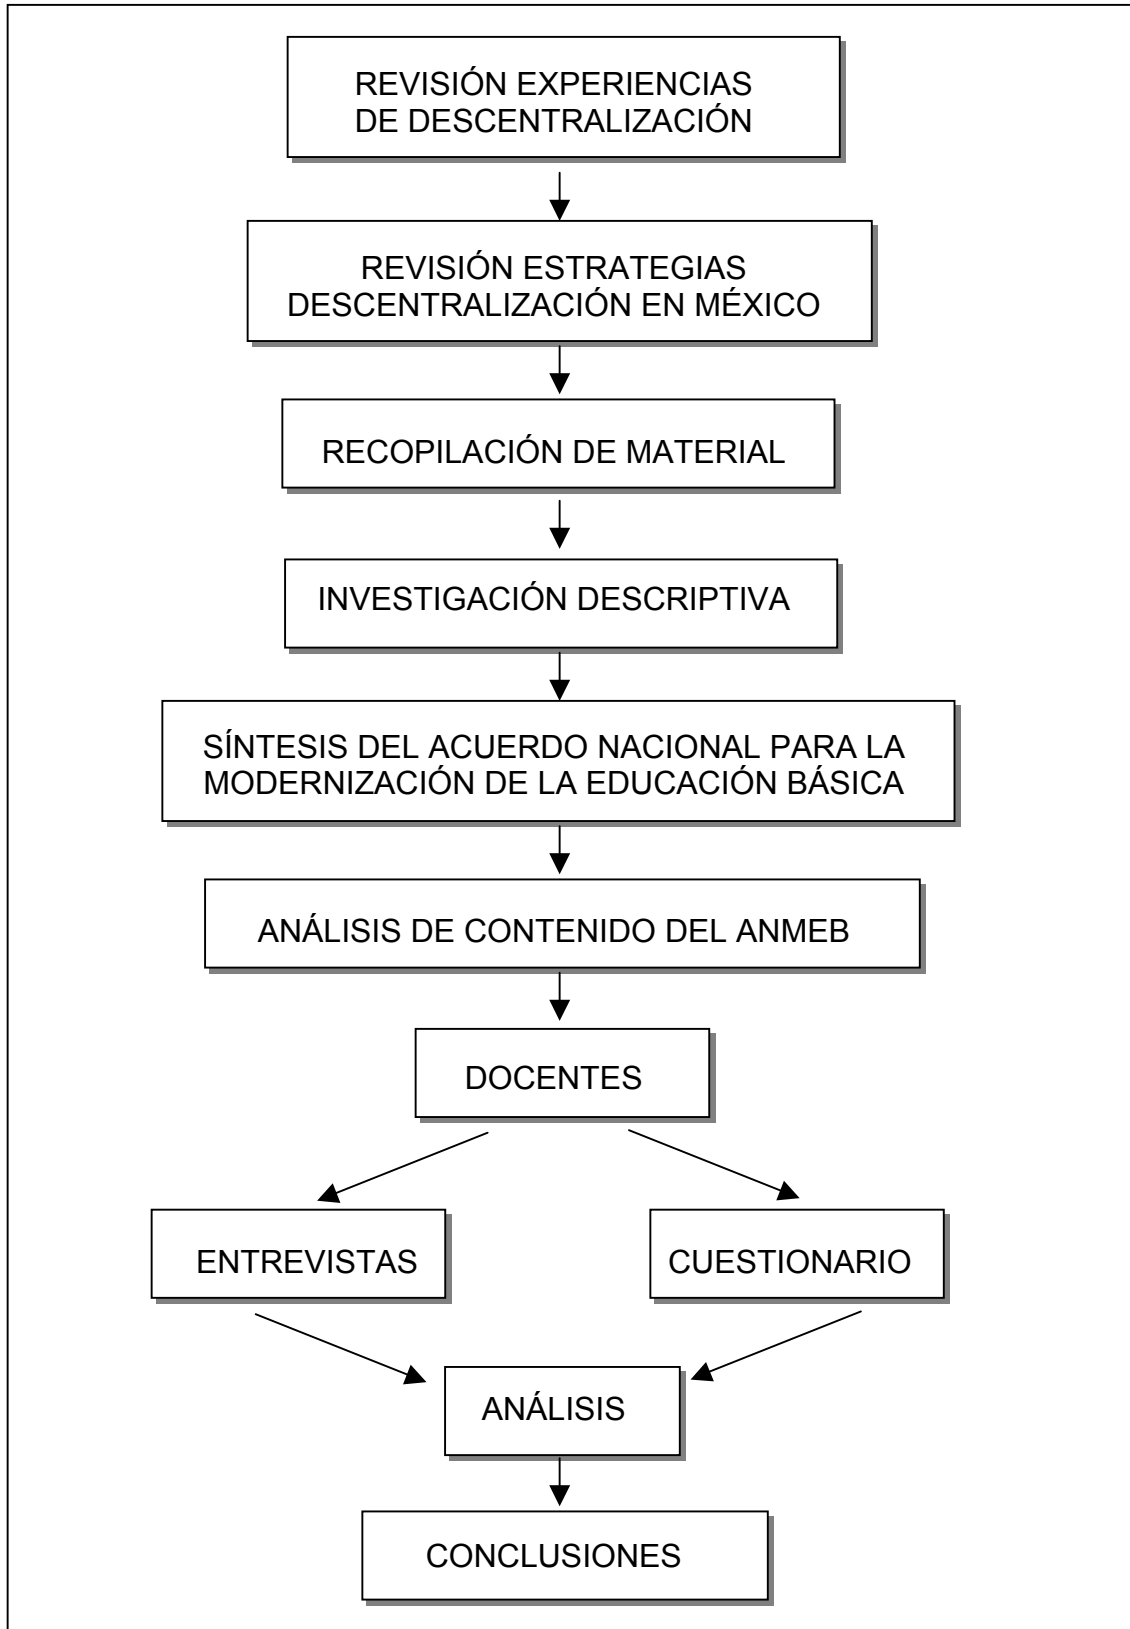 REVISIÓN EXPERIENCIAS
DE DESCENTRALIZACIÓN
REVISIÓN ESTRATEGIAS
DESCENTRALIZACIÓN EN MÉXICO
RECOPILACIÓN DE MATERIAL
INVESTIGACIÓN DESCRIPTIVA
SÍNTESIS DEL ACUERDO NACIONAL PARA LA
MODERNIZACIÓN DE LA EDUCACIÓN BÁSICA
ANÁLISIS DE CONTENIDO DEL ANMEB
DOCENTES
ENTREVISTAS
CUESTIONARIO
ANÁLISIS
CONCLUSIONES